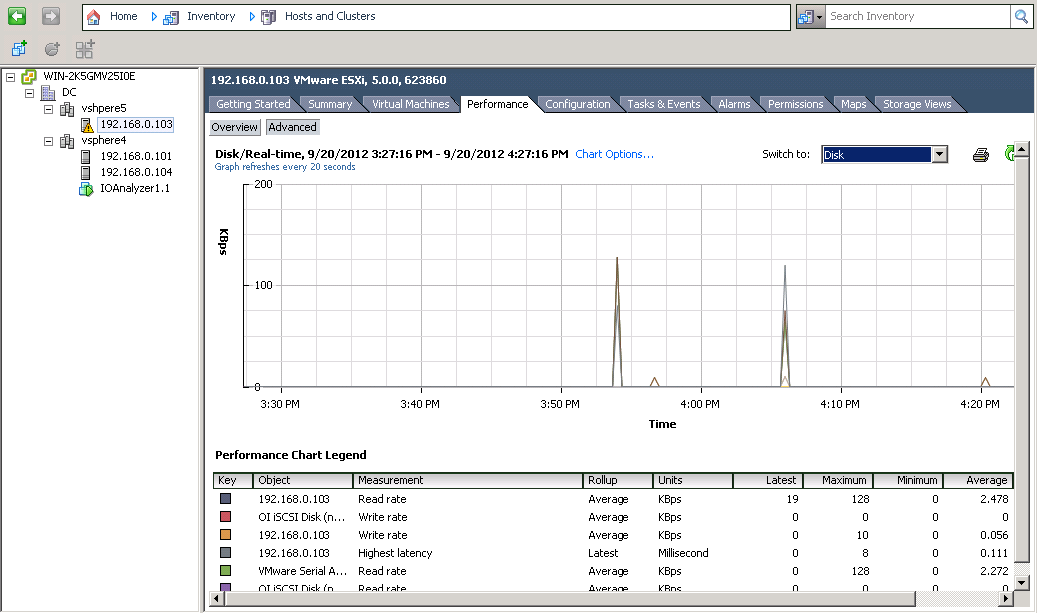 Home Inventory Hosts and Clusters Search Inventory
WIN-2K5GMV25I0E
DC
vshpere5
192.168.0.103
vsphere4
192.168.0.101
192.168.0.104
IOAnalyzer1.1
192.168.0.103 VMware ESXi, 5.0.0, 623860
Getting Started Summary Virtual Machines Performance Configuration Tasks & Events Alarms Permissions Maps Storage Views
Overview Advanced
Disk/Real-time, 9/20/2012 3:27:16 PM - 9/20/2012 4:27:16 PM Chart Options... Switch to: Disk
Graph refreshes every 20 seconds
200
KBps
100
0
3:30 PM 3:40 PM 3:50 PM 4:00 PM 4:10 PM 4:20 PM
Time
Performance Chart Legend
Key Object Measurement Rollup Units Latest Maximum Minimum Average
192.168.0.103 Read rate Average KBps 19 128 0 2.478
OI iSCSI Disk (n... Write rate Average KBps 0 0 0 0
192.168.0.103 Write rate Average KBps 0 10 0 0.056
192.168.0.103 Highest latency Latest Millisecond 0 8 0 0.111
VMware Serial A... Read rate Average KBps 0 128 0 2.272
OI iSCSI Disk (n... Read rate Average KBps 0 0 0 0